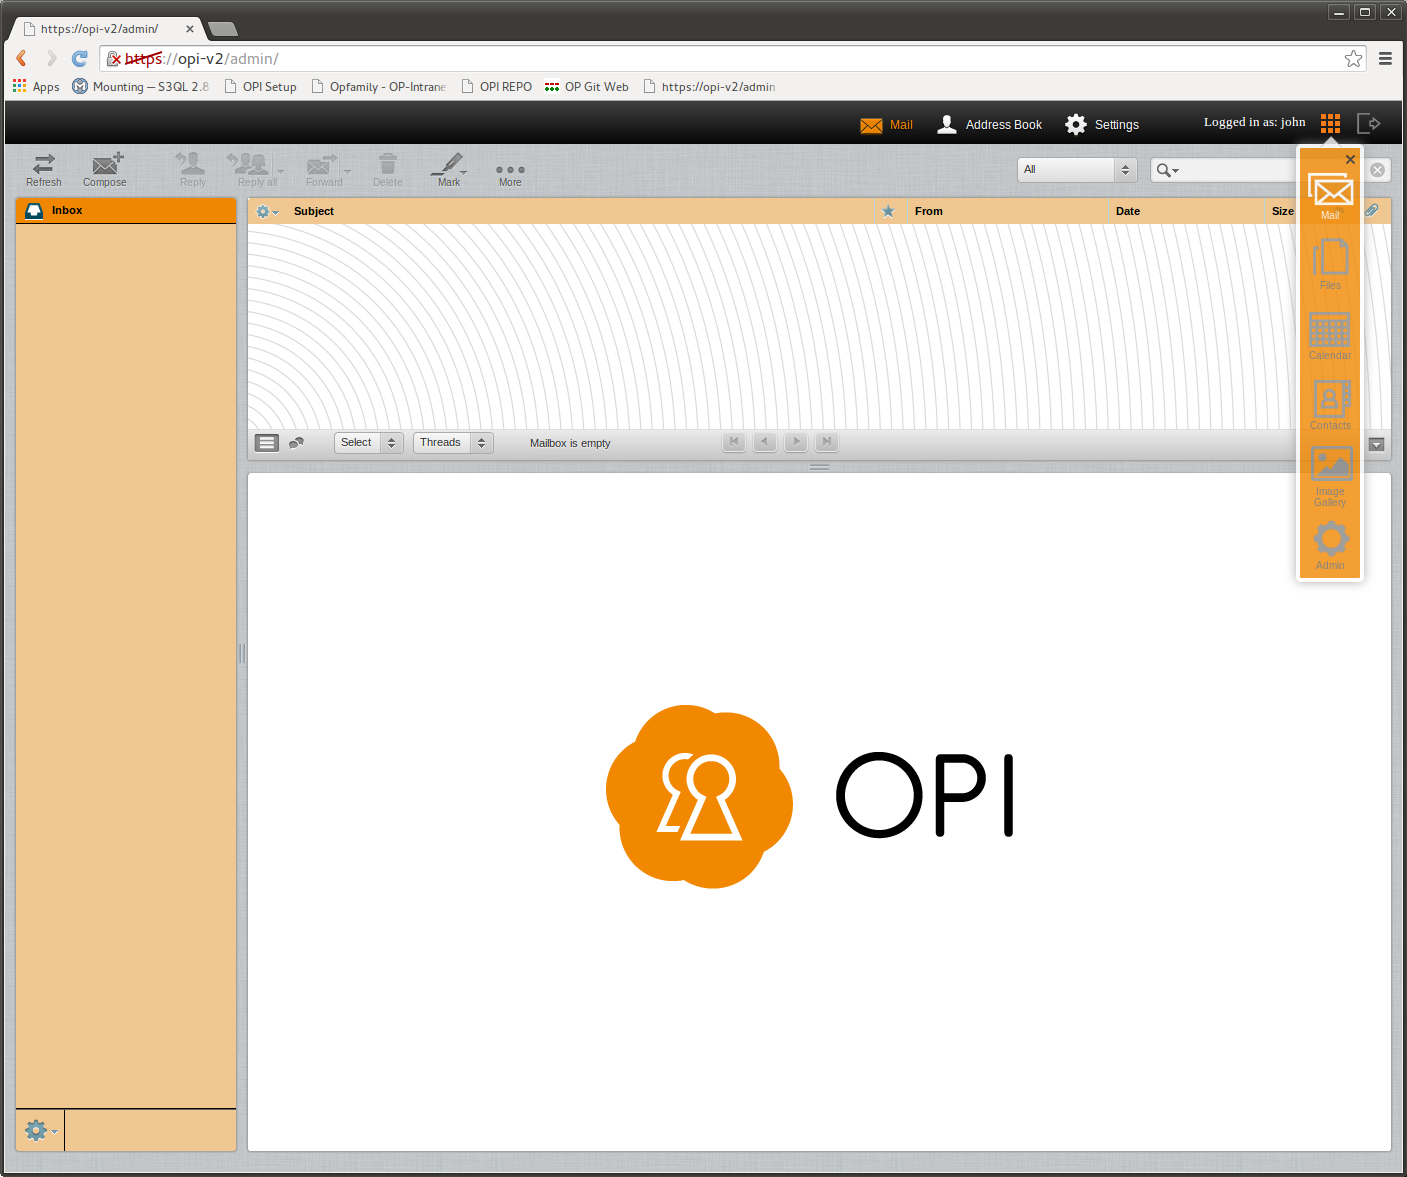 https://opi-v2/admin/
https://opi-v2/admin/
Apps Mounting — S3QL 2.8 OPI Setup Opfamily - OP-Intrane OPI REPO OP Git Web https://opi-v2/admin
Mail Address Book Settings Logged in as: john
Refresh Compose Reply Reply all Forward Delete Mark More All
Inbox Subject From Date Size
Mail
Files
Calendar
Contacts
Image
Gallery
Admin
Select Threads Mailbox is empty
OPI